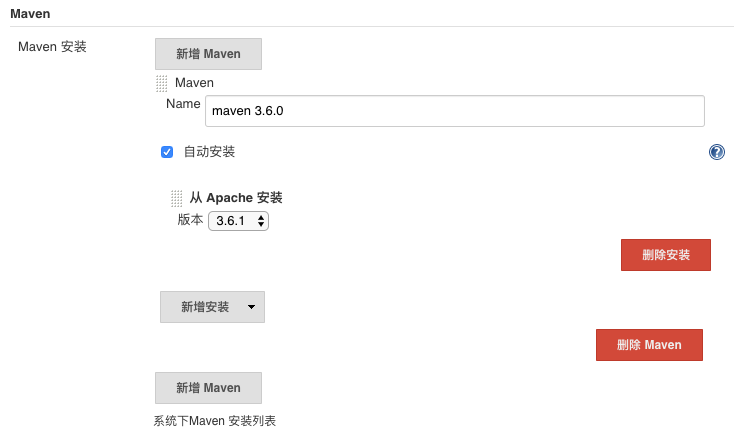 Maven
Maven 安装
新增 Maven
Maven
Name
maven 3.6.0
自动安装
从 Apache 安装
版本 3.6.1
删除安装
新增安装
删除 Maven
新增 Maven
系统下Maven 安装列表